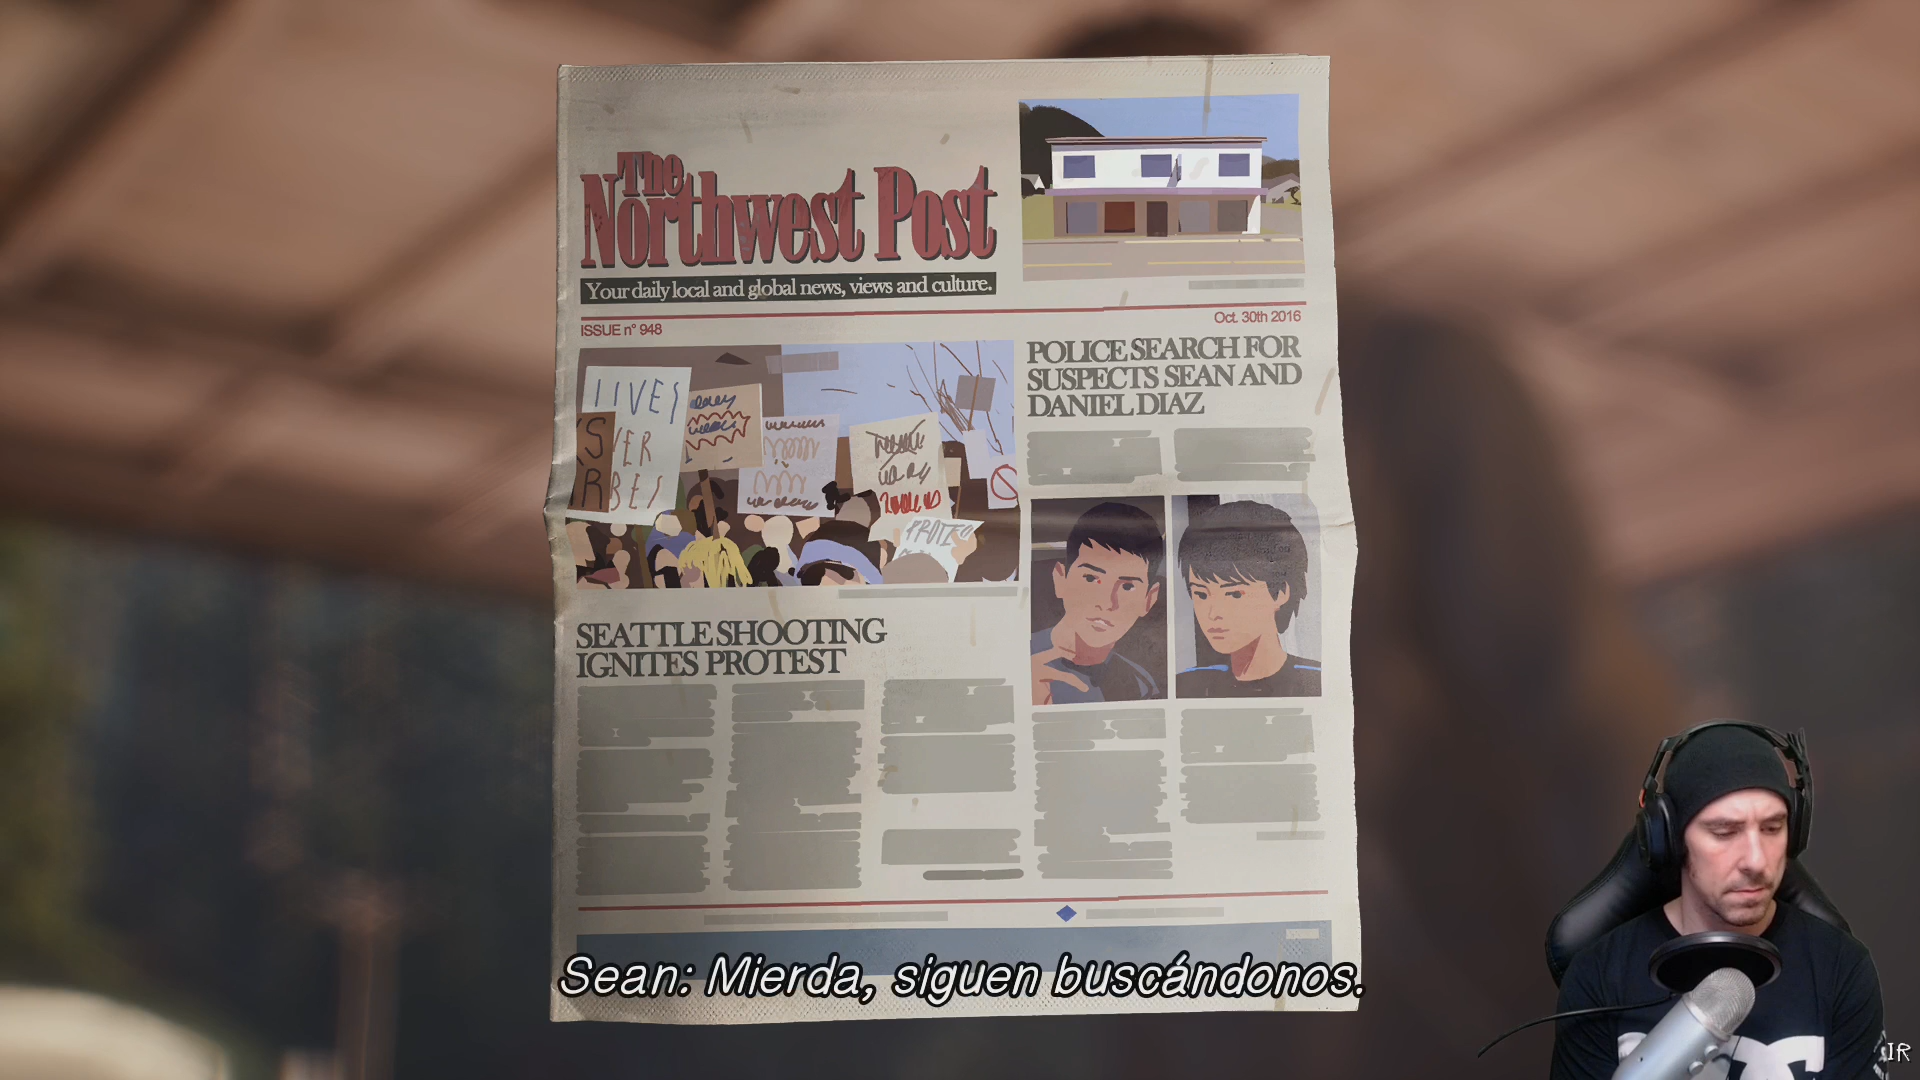 The
Northwest Post
Your daily local and global news, views and culture.
ISSUE n° 948
Oct. 30th 2016
POLICE SEARCH FOR
SUSPECTS SEAN AND
DANIEL DIAZ
LIVES
SEATTLE SHOOTING
IGNITES PROTEST
Sean: Mierda, siguen buscándonos.
IR